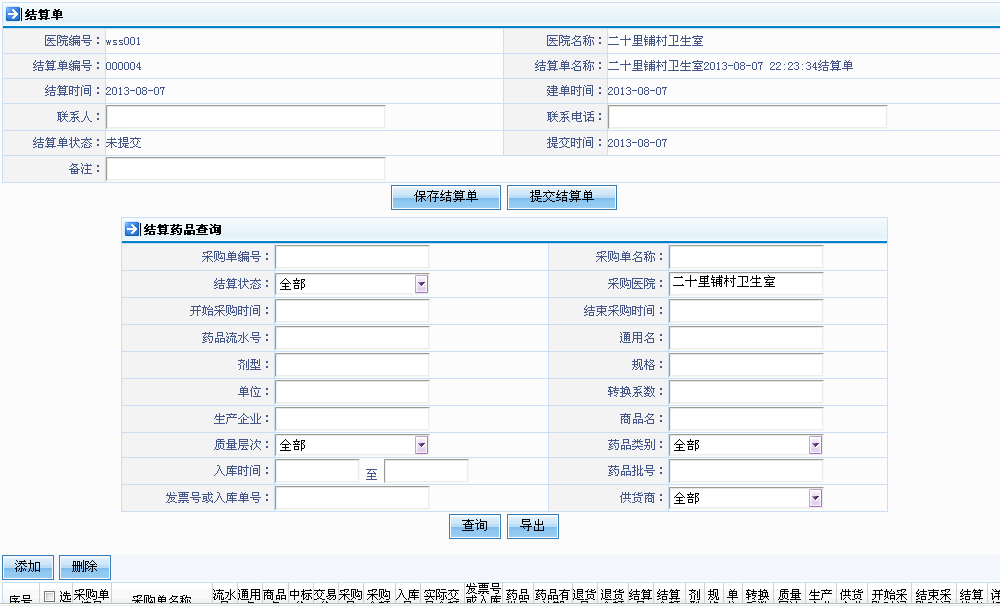 结算单
医院编号：wss001 医院名称：二十里铺村卫生室
结算单编号：000004 结算单名称：二十里铺村卫生室2013-08-07 22:23:34结算单
结算时间：2013-08-07 建单时间：2013-08-07
联系人： 联系电话：
结算单状态：未提交 提交时间：2013-08-07
备注：
保存结算单 提交结算单
结算药品查询
采购单编号： 采购单名称：
结算状态：全部 采购医院：二十里铺村卫生室
开始采购时间： 结束采购时间：
药品流水号： 通用名：
剂型： 规格：
单位： 转换系数：
生产企业： 商品名：
质量层次：全部 药品类别：全部
入库时间： 至 药品批号：
发票号或入库单号： 供货商：全部
查询 导出
添加 删除
序号 选 采购单 采购单名称 流水 通用 商品 中标 交易 采购 采购 入库 实际交 发票号 药品 药品有 退货 退货 结算 结算 剂 规 单 转换 质量 生产 供货 开始采 结束采 结算